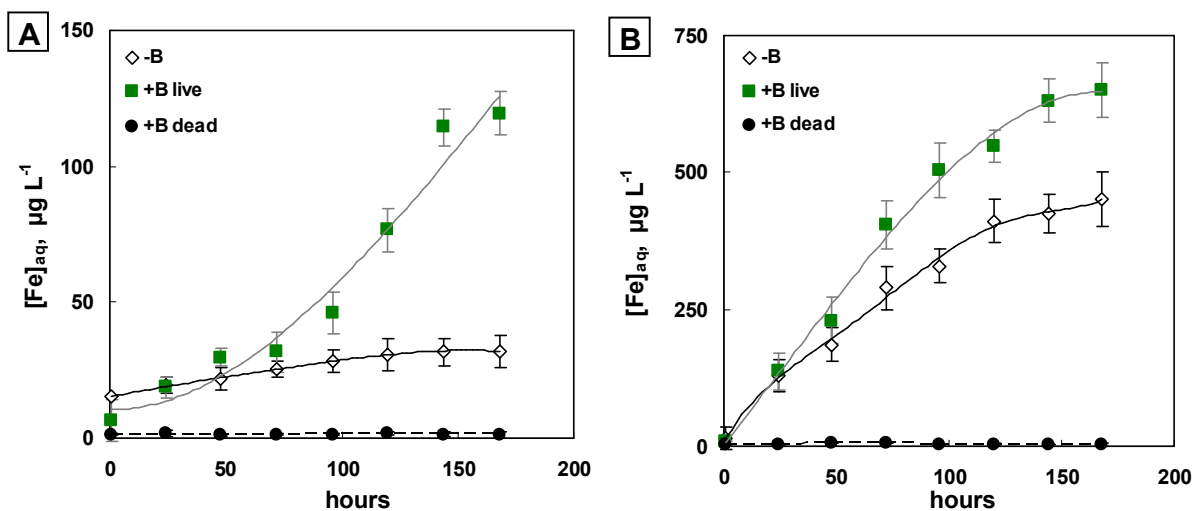 A
150
100
50
0
[Fe]aq, µg L-1
-B
+B live
+B dead
0 50 100 150 200
hours
B
750
500
250
0
[Fe]aq, µg L-1
-B
+B live
+B dead
0 50 100 150 200
hours